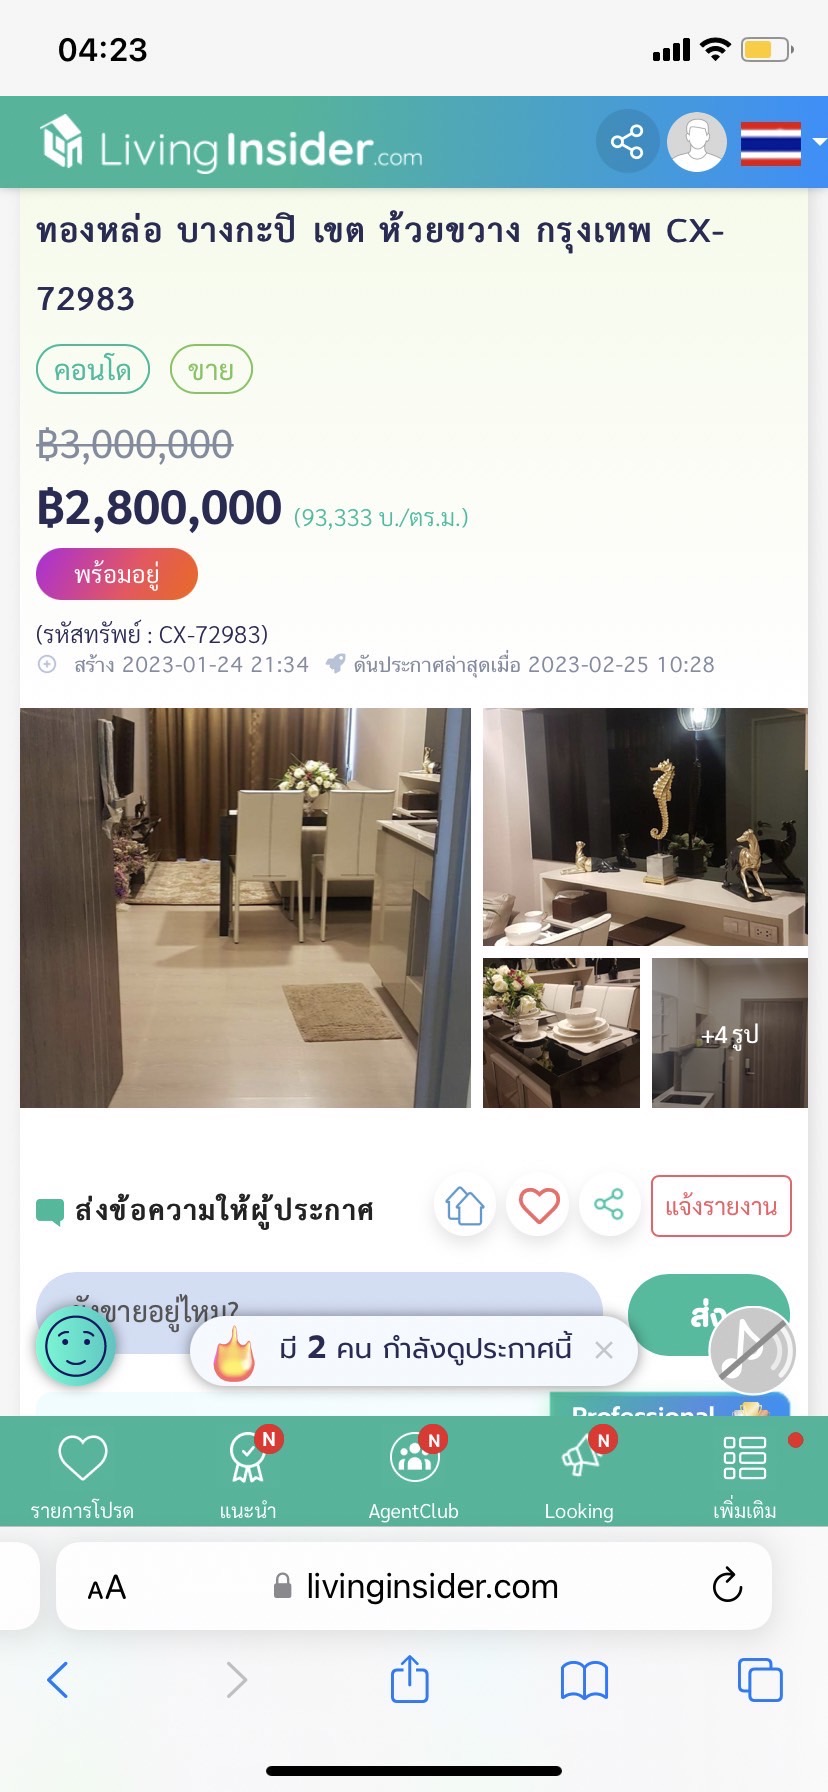 04:23
LivingInsider.com
ทองหล่อ บางกะปิ เขต ห้วยขวาง กรุงเทพ CX-
72983
คอนโด ขาย
฿3,000,000
฿2,800,000 (93,333 บ./ตร.ม.)
พร้อมอยู่
(รหัสทรัพย์ : CX-72983)
สร้าง 2023-01-24 21:34 ดันประกาศล่าสุดเมื่อ 2023-02-25 10:28
+4 รูป
ส่งข้อความให้ผู้ประกาศ แจ้งรายงาน
ยังขายอยู่ไหม? ส่ง
มี 2 คน กำลังดูประกาศนี้
Professional
N N N
รายการโปรด แนะนำ AgentClub Looking เพิ่มเติม
AA livinginsider.com